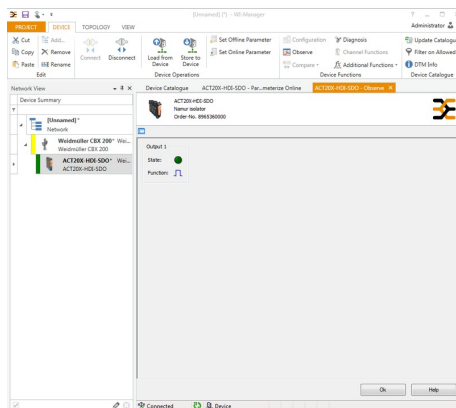 [Unnamed] (*) - WI-Manager
PROJECT DEVICE TOPOLOGY VIEW
Administrator
Cut
Copy
Paste
Add...
Remove
Rename
Edit
Connect Disconnect
Load from Device
Store to Device
Set Offline Parameter
Set Online Parameter
Device Operations
Configuration
Observe
Compare
Diagnosis
Channel Functions
Additional Functions
Device Functions
Update Catalogu
Filter on Allowed
DTM Info
Device Catalogue
Network View
Device Catalogue ACT20X-HDI-SDO - Par...meterize Online ACT20X-HDI-SDO - Observe
Device Summary
[Unnamed]*
Network
Weidmüller CBX 200* Wei...
Weidmüller CBX 200
ACT20X-HDI-SDO* Wei...
ACT20X-HDI-SDO
ACT20X-HDI-SDO
Namur isolator
Order-No. 8965360000
Output 1
State:
Function:
Ok Help
Connected Device